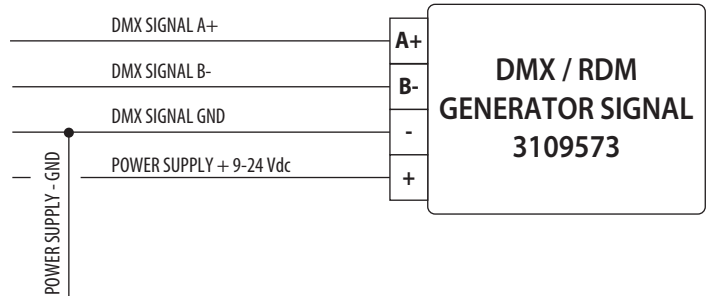 DMX SIGNAL A+
A+
DMX SIGNAL B-
B-
DMX SIGNAL GND
-
POWER SUPPLY + 9-24 Vdc
+
POWER SUPPLY - GND
DMX / RDM
GENERATOR SIGNAL
3109573